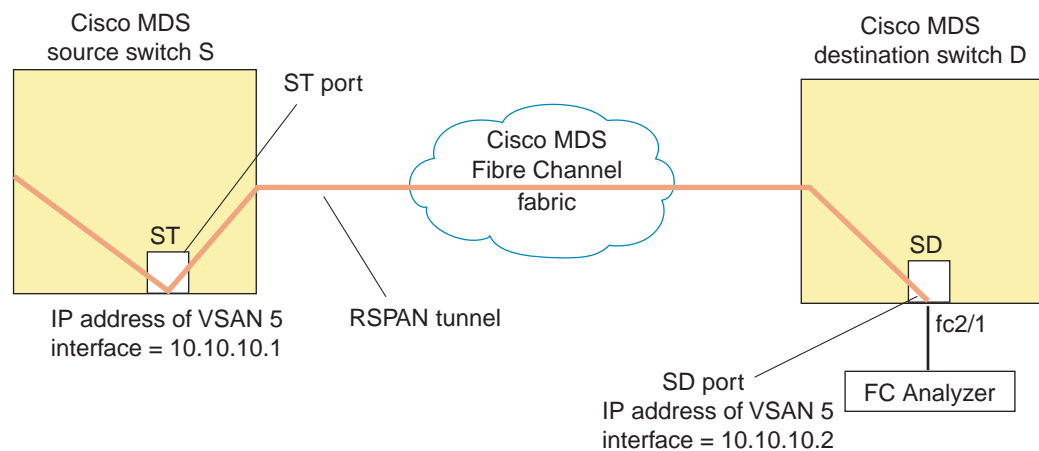 Cisco MDS
source switch S
Cisco MDS
destination switch D
ST port
Cisco MDS
Fibre Channel
fabric
ST
SD
IP address of VSAN 5
interface = 10.10.10.1
RSPAN tunnel
fc2/1
SD port
IP address of VSAN 5
interface = 10.10.10.2
FC Analyzer